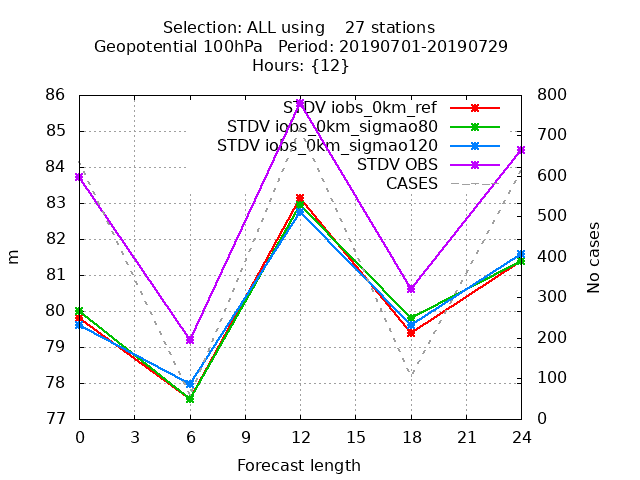 Selection: ALL using    27 stations
Geopotential 100hPa   Period: 20190701-20190729
Hours: {12}
86
85
84
83
82
81
80
79
78
77
800
700
600
500
400
300
200
100
0
m
No cases
STDV iobs_0km_ref
STDV iobs_0km_sigmao80
STDV iobs_0km_sigmao120
STDV OBS
CASES
0 3 6 9 12 15 18 21 24
Forecast length